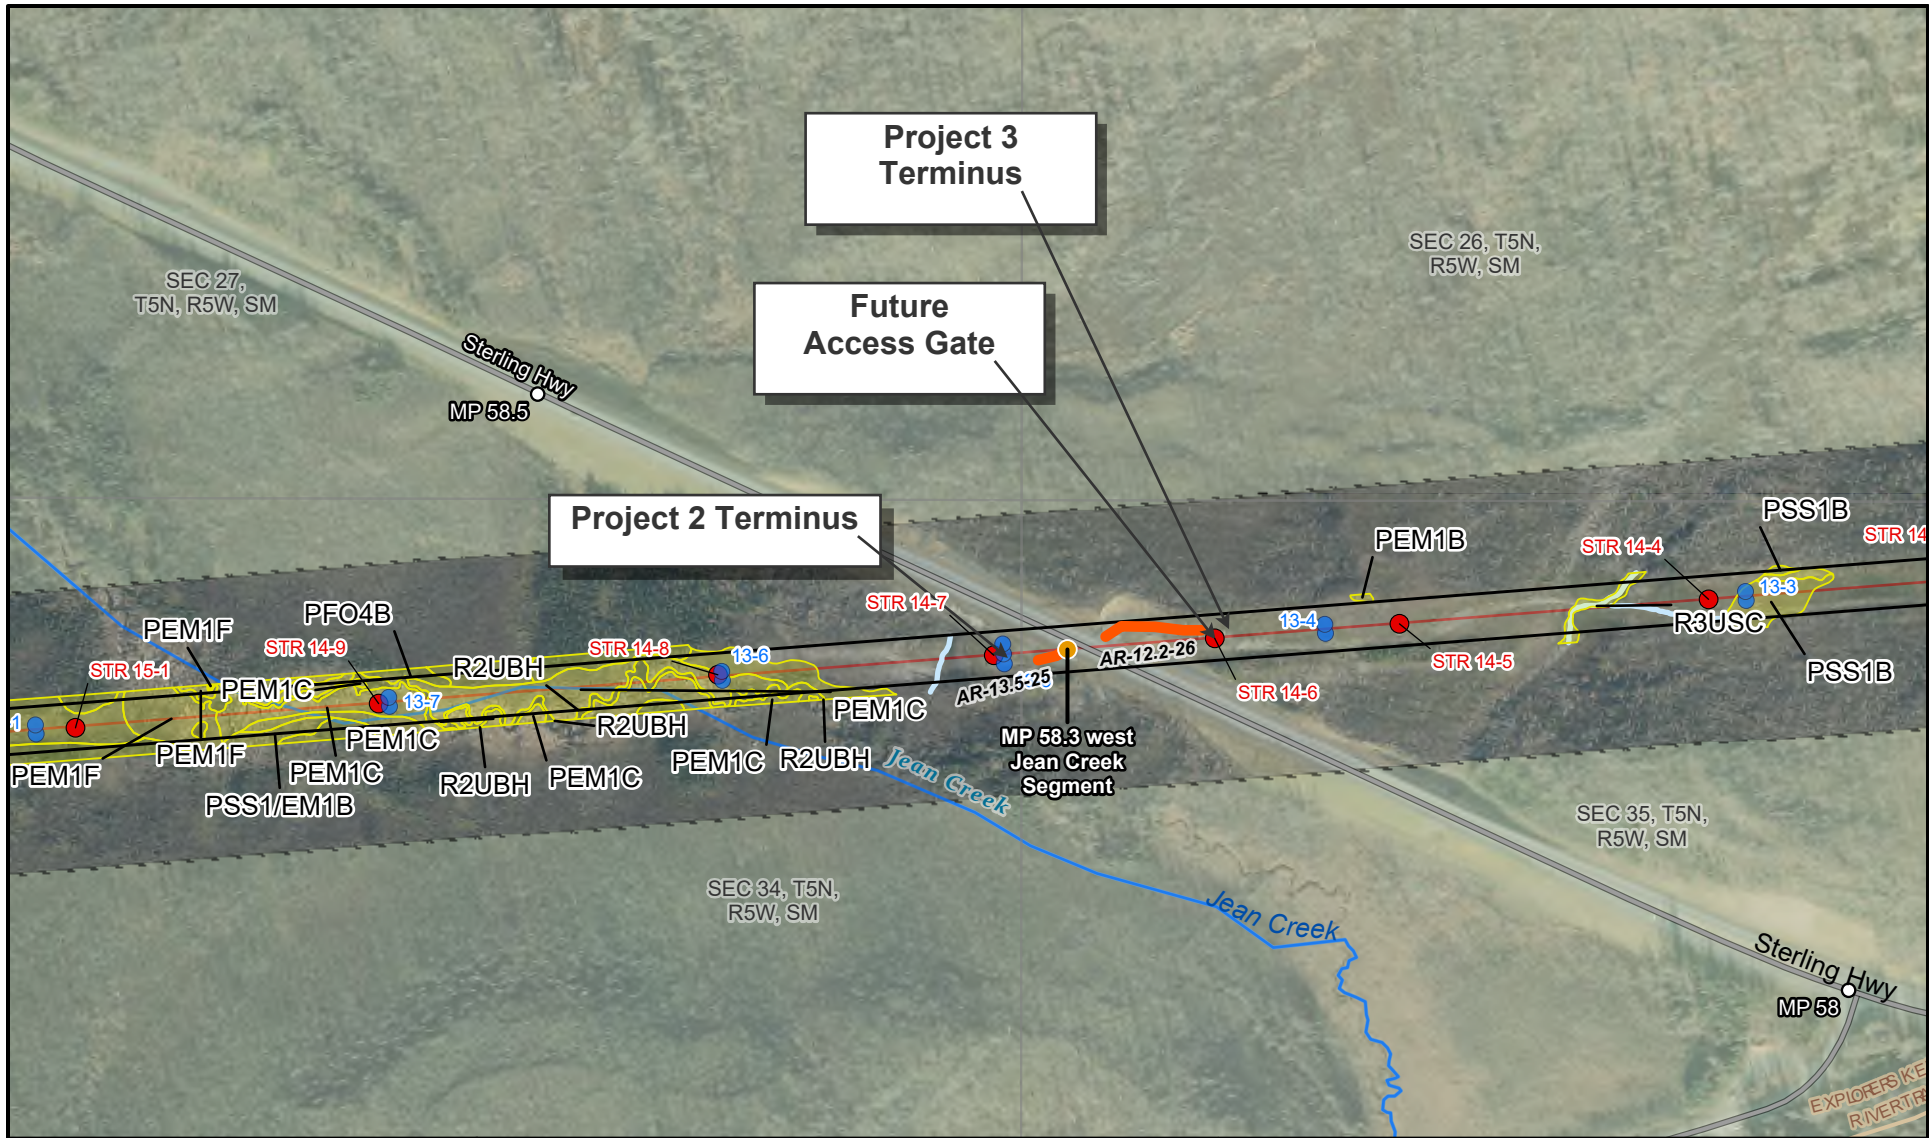 Project 3
Terminus
SEC 26, T5N,
R5W, SM
SEC 27,
T5N, R5W, SM
Future
Access Gate
Sterling Hwy
MP 58.5
Project 2 Terminus
PSS1B
PEM1B
STR 14-4
STR 14
13-3
STR 14-7
PFO4B
PEM1F
STR 14-9
STR 14-8
13-6
R2UBH
13-4
R3USC
STR 15-1
PEM1C
13-7
AR-12.2-26
STR 14-5
PSS1B
AR-13.5-25
STR 14-6
1
PEM1C
R2UBH
PEM1C
MP 58.3 west
Jean Creek
Segment
PEM1F
PEM1F
PEM1C
R2UBH
PEM1C
PEM1C
R2UBH
PSS1/EM1B
Jean Creek
SEC 35, T5N,
R5W, SM
SEC 34, T5N,
R5W, SM
Jean Creek
Sterling Hwy
MP 58
EXPLORERS KE
RIVERTR